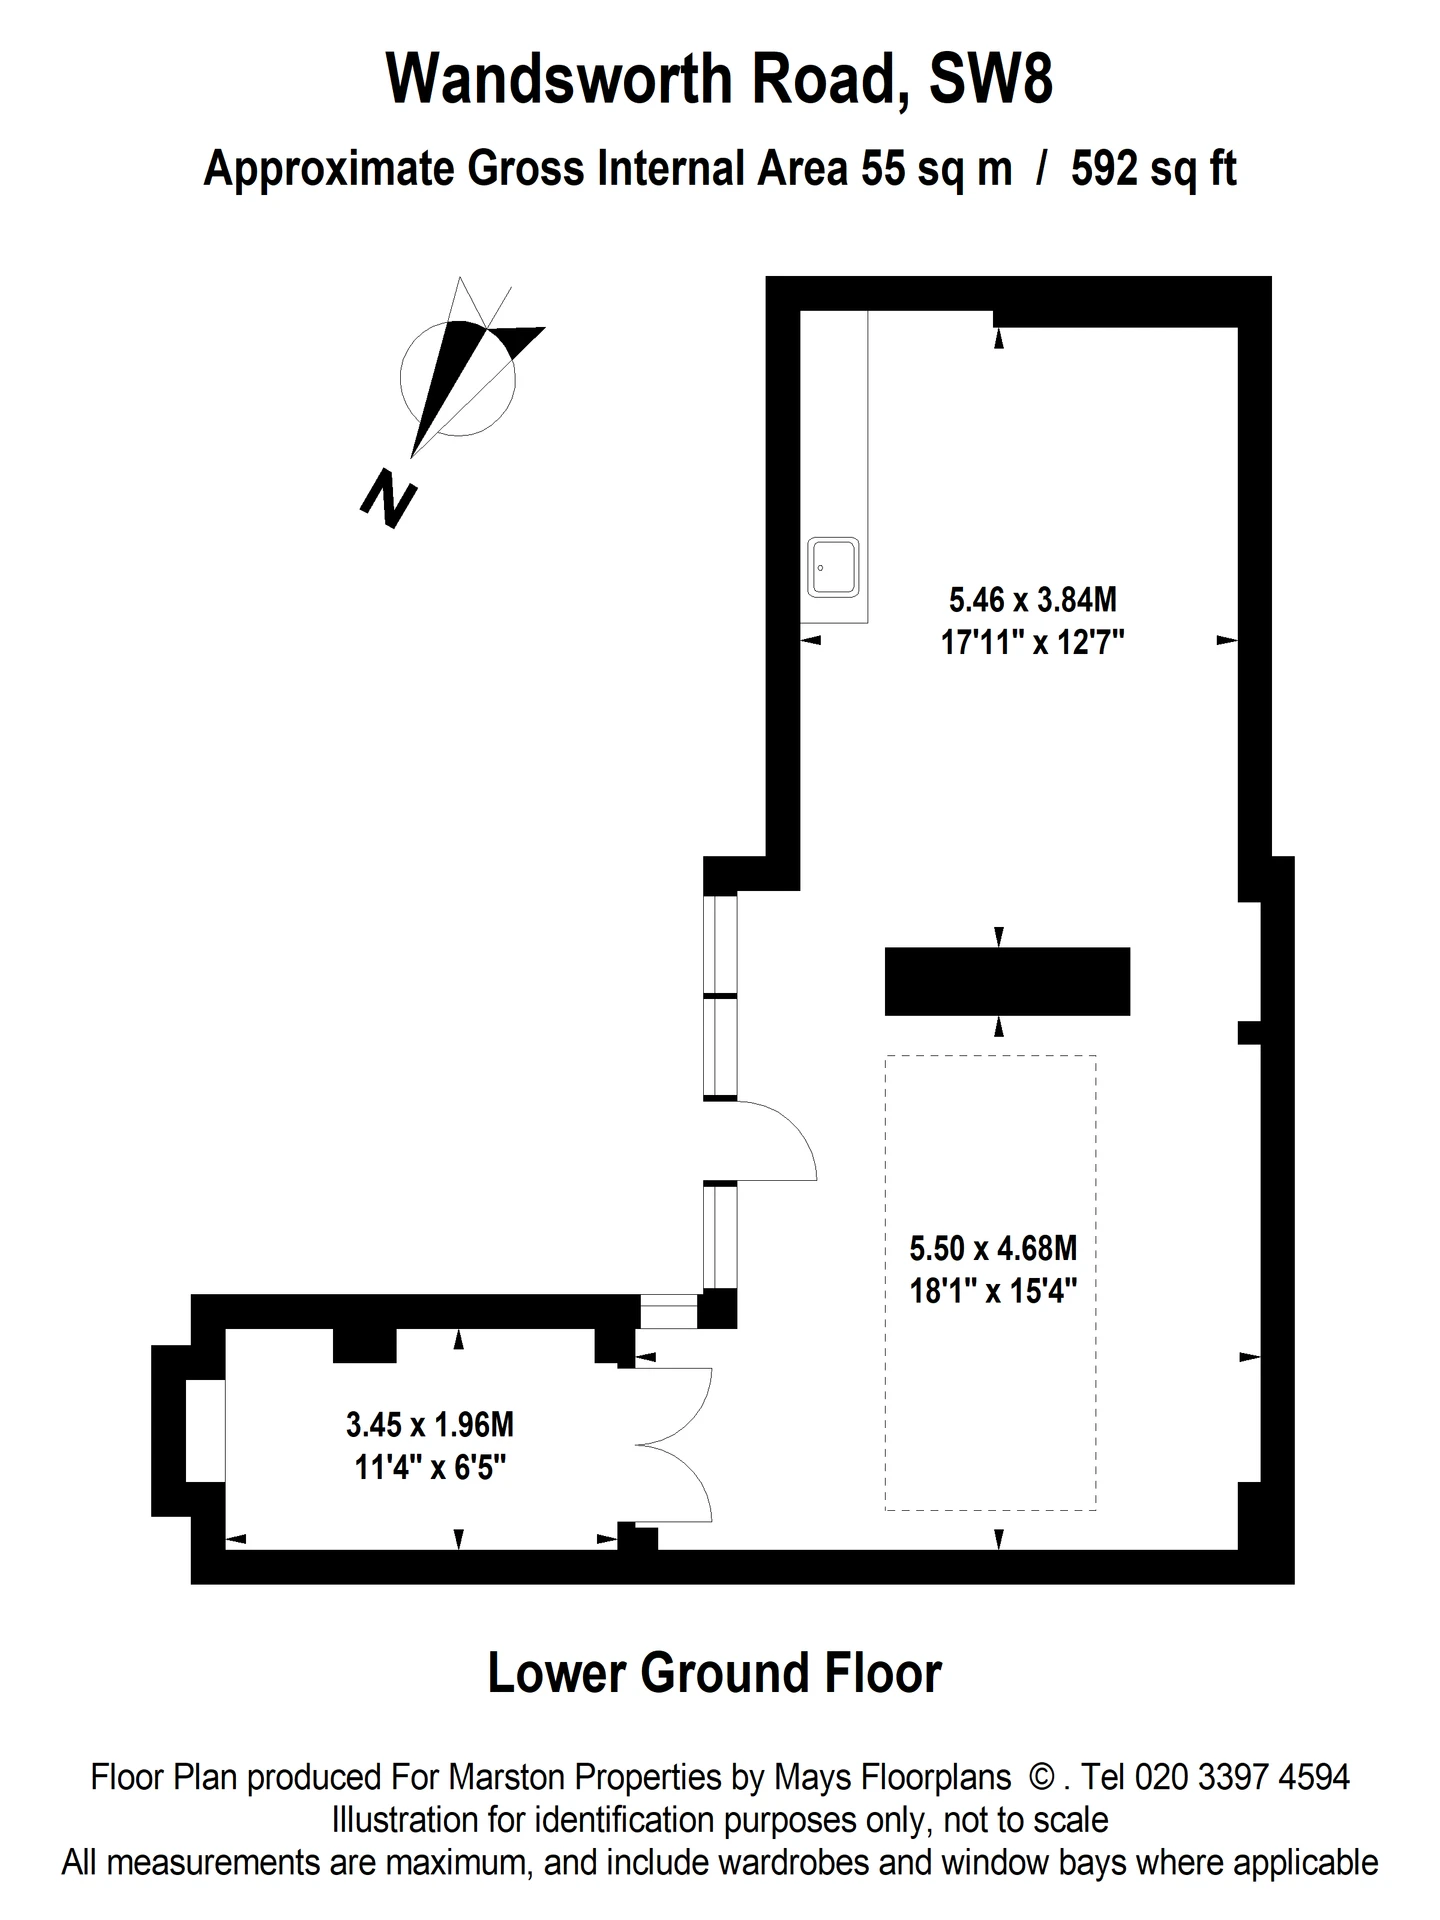 Wandsworth Road, SW8
Approximate Gross Internal Area 55 sq m / 592 sq ft
N
5.46 x 3.84M
17'11" x 12'7"
5.50 x 4.68M
18'1" x 15'4"
3.45 x 1.96M
11'4" x 6'5"
Lower Ground Floor
Floor Plan produced For Marston Properties by Mays Floorplans © . Tel 020 3397 4594
Illustration for identification purposes only, not to scale
All measurements are maximum, and include wardrobes and window bays where applicable